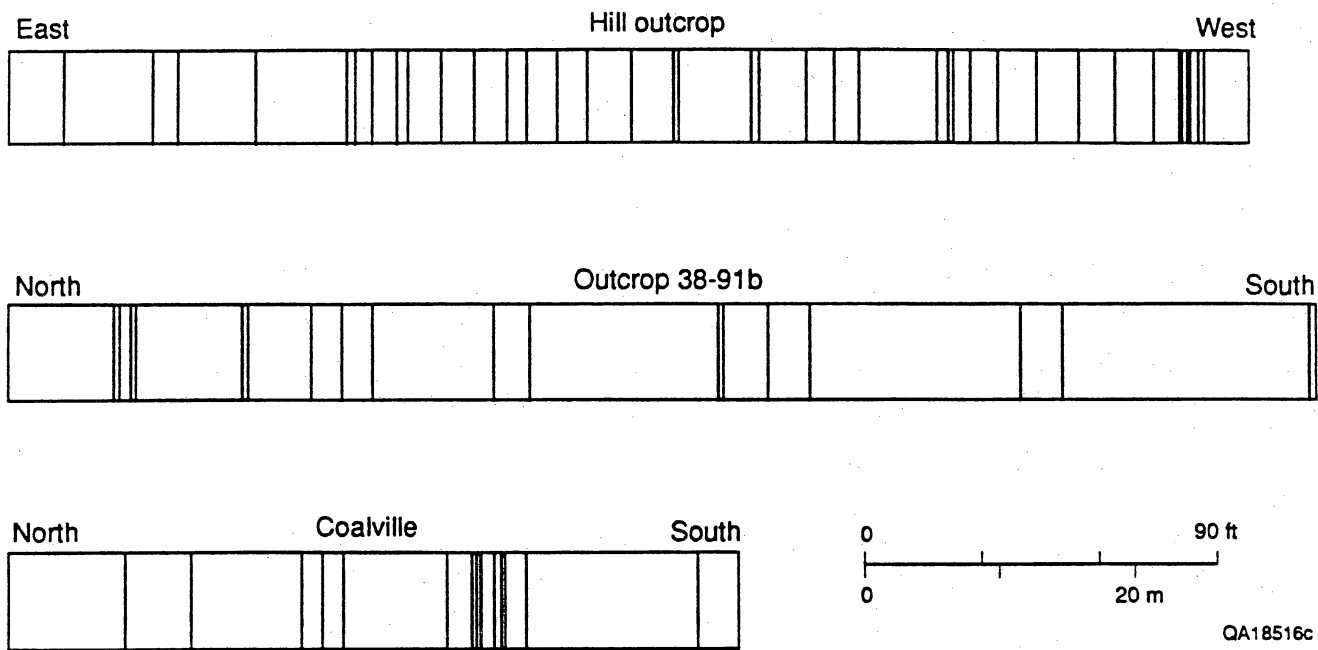 East Hill outcrop West
North Outcrop 38-91b South
North Coalville South
0 90 ft
0 20 m
QA18516c